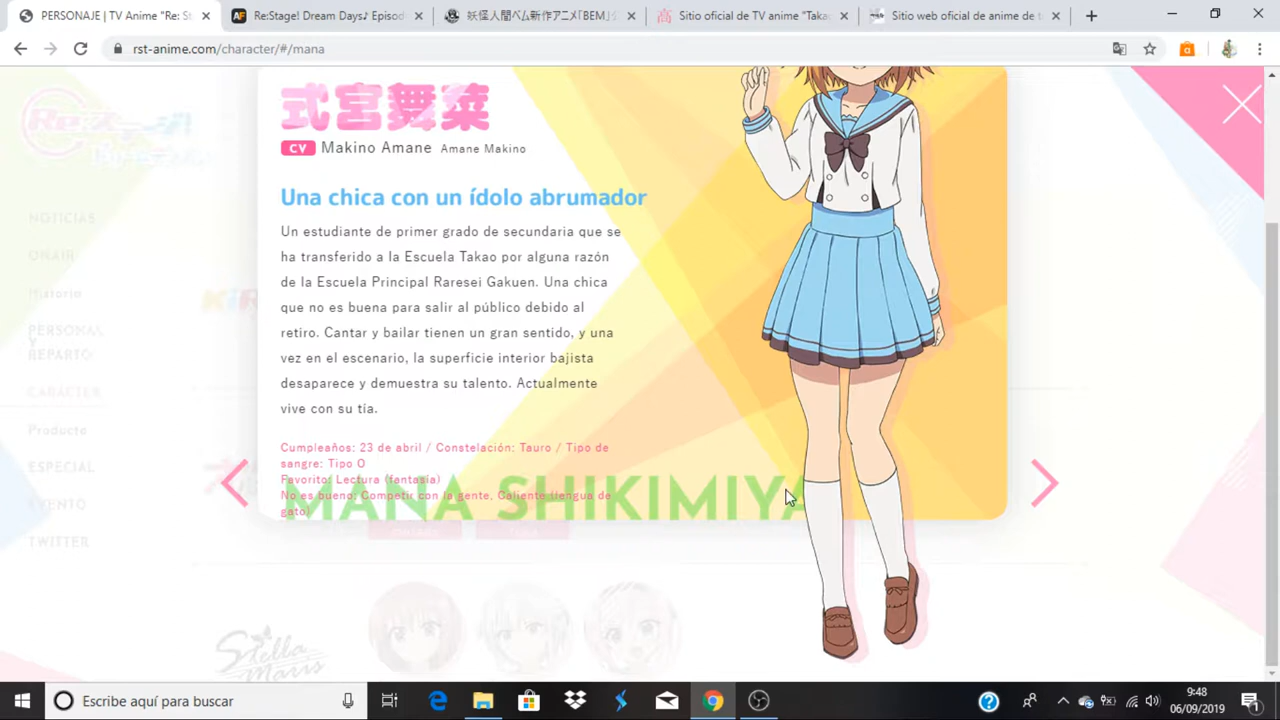 PERSONAJE | TV Anime "Re: St
Re:Stage! Dream Days♪ Episod
妖怪人間ベム新作アニメ「BEM」公
Sitio oficial de TV anime "Taka
Sitio web oficial de anime de t
rst-anime.com/character/#/mana
式宮舞菜
CV Makino Amane Amane Makino
Una chica con un ídolo abrumador
Un estudiante de primer grado de secundaria que se
ha transferido a la Escuela Takao por alguna razón
de la Escuela Principal Raresei Gakuen. Una chica
que no es buena para salir al público debido al
retiro. Cantar y bailar tienen un gran sentido, y una
vez en el escenario, la superficie interior bajista
desaparece y demuestra su talento. Actualmente
vive con su tía.
Cumpleaños: 23 de abril / Constelación: Tauro / Tipo de
sangre: Tipo O
Favorito: Lectura (fantasía)
No es bueno: Competir con la gente, Caliente (lengua de
gato)
MANA SHIKIMIYA
NOTICIAS
ONAIR
Historia
PERSONAL
Y
REPARTO
CARÁCTER
Producto
ESPECIAL
EVENTO
TWITTER
Stella
Maris
Escribe aquí para buscar
9:48
06/09/2019